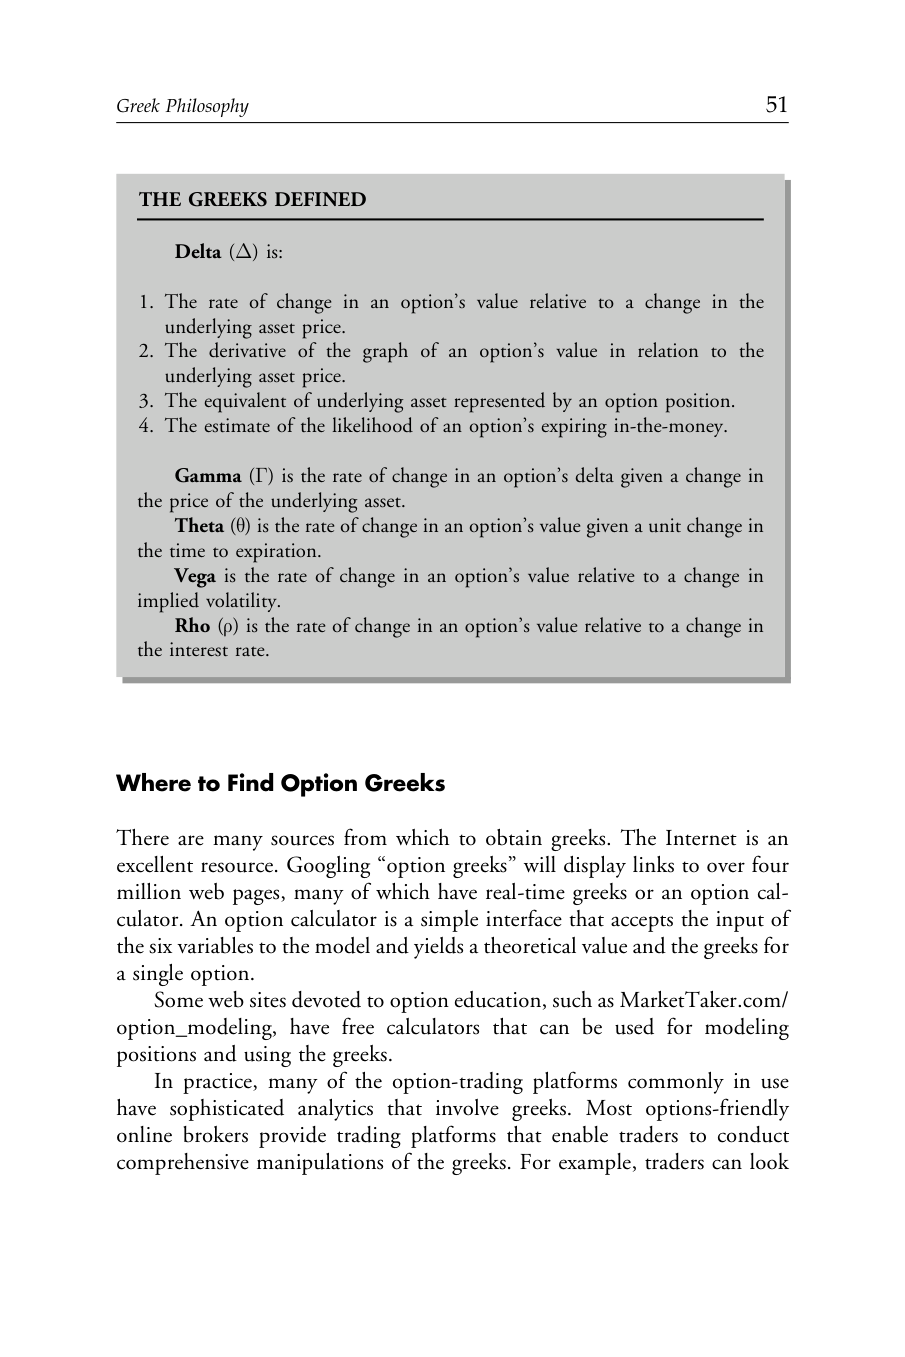 Greek Philosophy 51
THE GREEKS DEFINED
Delta (Δ) is:
1. The rate of change in an option’s value relative to a change in the
underlying asset price.
2. The derivative of the graph of an option’s value in relation to the
underlying asset price.
3. The equivalent of underlying asset represented by an option position.
4. The estimate of the likelihood of an option’s expiring in-the-money.
Gamma (Γ) is the rate of change in an option’s delta given a change in
the price of the underlying asset.
Theta (θ) is the rate of change in an option’s value given a unit change in
the time to expiration.
Vega is the rate of change in an option’s value relative to a change in
implied volatility.
Rho (ρ) is the rate of change in an option’s value relative to a change in
the interest rate.
Where to Find Option Greeks
There are many sources from which to obtain greeks. The Internet is an
excellent resource. Googling “option greeks” will display links to over four
million web pages, many of which have real-time greeks or an option cal-
culator. An option calculator is a simple interface that accepts the input of
the six variables to the model and yields a theoretical value and the greeks for
a single option.
Some web sites devoted to option education, such as MarketTaker.com/
option_modeling, have free calculators that can be used for modeling
positions and using the greeks.
In practice, many of the option-trading platforms commonly in use
have sophisticated analytics that involve greeks. Most options-friendly
online brokers provide trading platforms that enable traders to conduct
comprehensive manipulations of the greeks. For example, traders can look